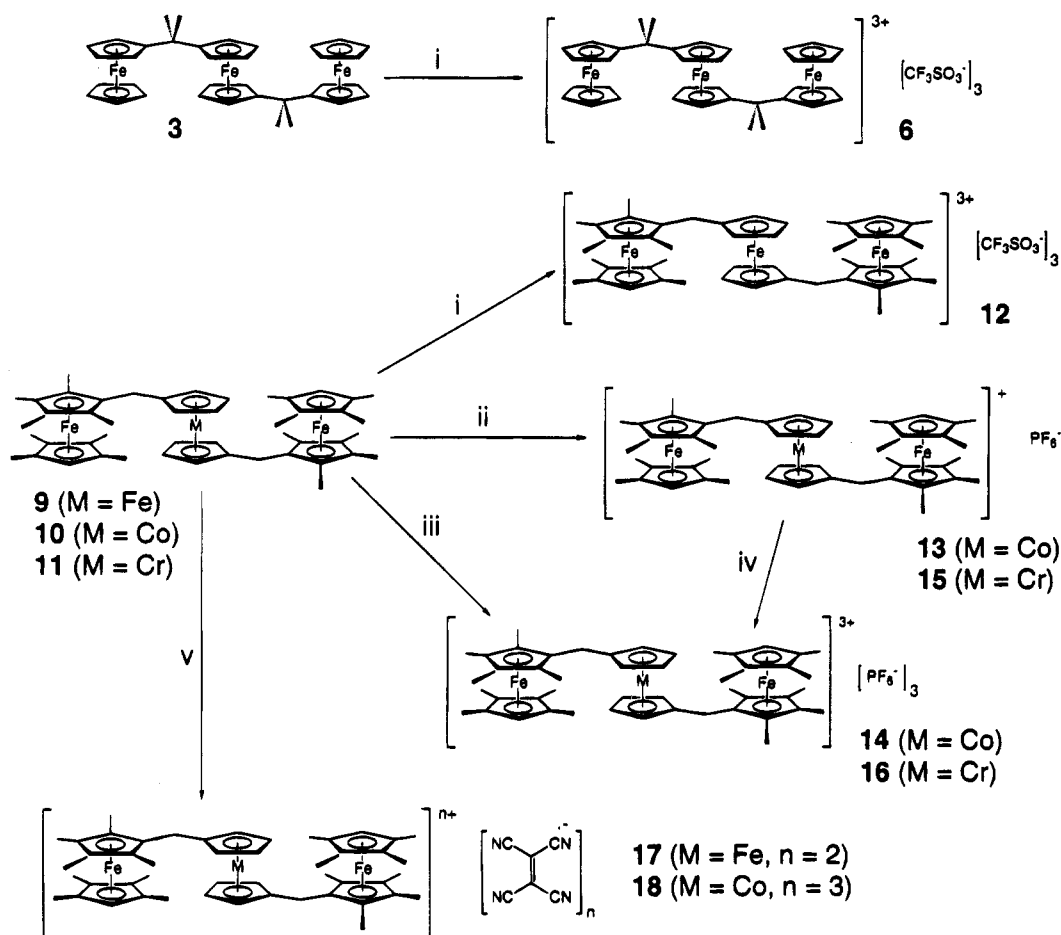 3+
i
[CF₃SO₃⁻]₃
Fe Fe Fe
Fe Fe Fe
3
6
3+
[CF₃SO₃⁻]₃
Fe Fe Fe
i
12
ii
+
PF₆⁻
Fe M Fe
Fe M Fe
9 (M = Fe)
10 (M = Co)
11 (M = Cr)
iii
13 (M = Co)
15 (M = Cr)
iv
v
3+
[PF₆⁻]₃
Fe M Fe
14 (M = Co)
16 (M = Cr)
n+
NC CN ·⁻
Fe M Fe
NC CN n
17 (M = Fe, n = 2)
18 (M = Co, n = 3)